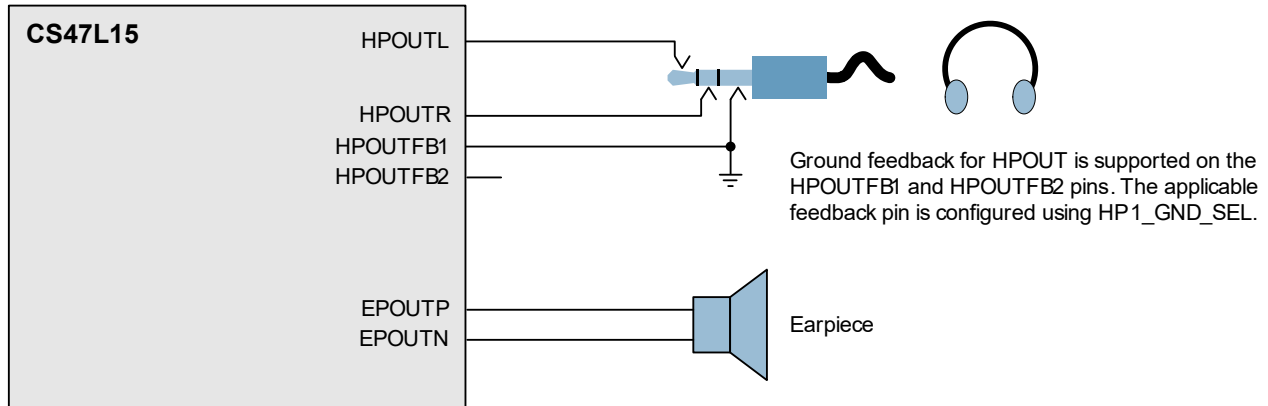 CS47L15
HPOUTL
HPOUTR
HPOUTFB1
HPOUTFB2
Ground feedback for HPOUT is supported on the
HPOUTFB1 and HPOUTFB2 pins. The applicable
feedback pin is configured using HP1_GND_SEL.
EPOUTP
EPOUTN
Earpiece